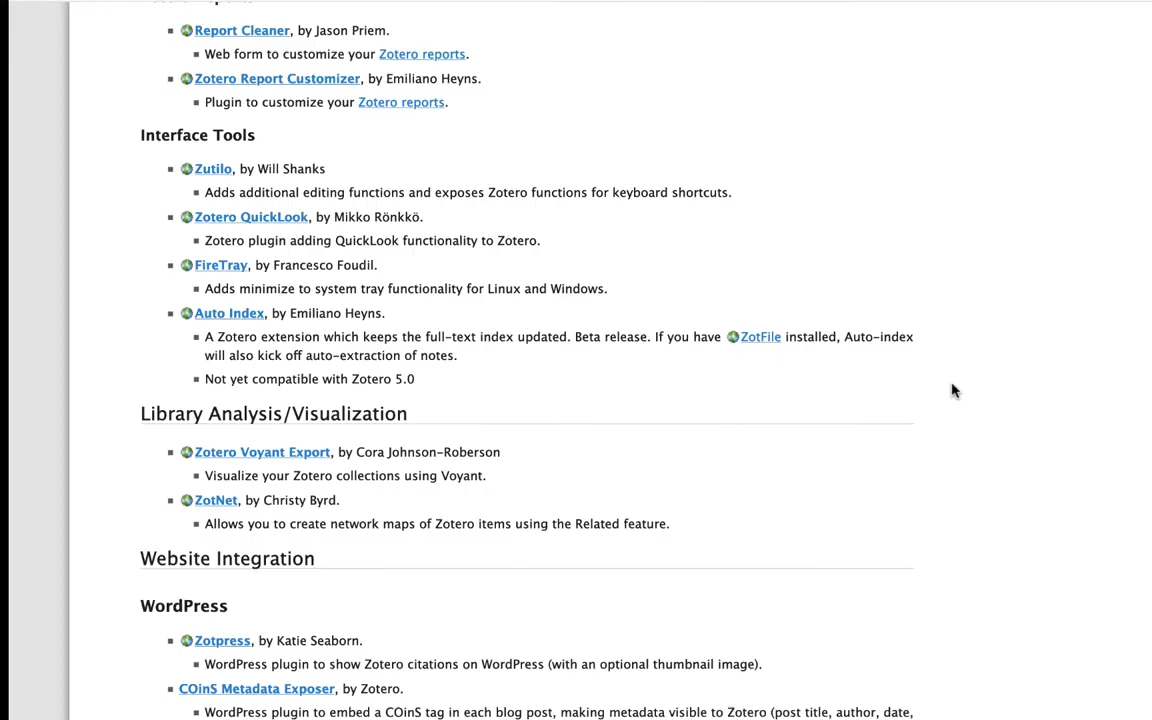 Report Cleaner, by Jason Priem.
Web form to customize your Zotero reports.
Zotero Report Customizer, by Emiliano Heyns.
Plugin to customize your Zotero reports.
Interface Tools
Zutilo, by Will Shanks
Adds additional editing functions and exposes Zotero functions for keyboard shortcuts.
Zotero QuickLook, by Mikko Rönkkö.
Zotero plugin adding QuickLook functionality to Zotero.
FireTray, by Francesco Foudil.
Adds minimize to system tray functionality for Linux and Windows.
Auto Index, by Emiliano Heyns.
A Zotero extension which keeps the full-text index updated. Beta release. If you have ZotFile installed, Auto-index
will also kick off auto-extraction of notes.
Not yet compatible with Zotero 5.0
Library Analysis/Visualization
Zotero Voyant Export, by Cora Johnson-Roberson
Visualize your Zotero collections using Voyant.
ZotNet, by Christy Byrd.
Allows you to create network maps of Zotero items using the Related feature.
Website Integration
WordPress
Zotpress, by Katie Seaborn.
WordPress plugin to show Zotero citations on WordPress (with an optional thumbnail image).
COinS Metadata Exposer, by Zotero.
WordPress plugin to embed a COinS tag in each blog post, making metadata visible to Zotero (post title, author, date,